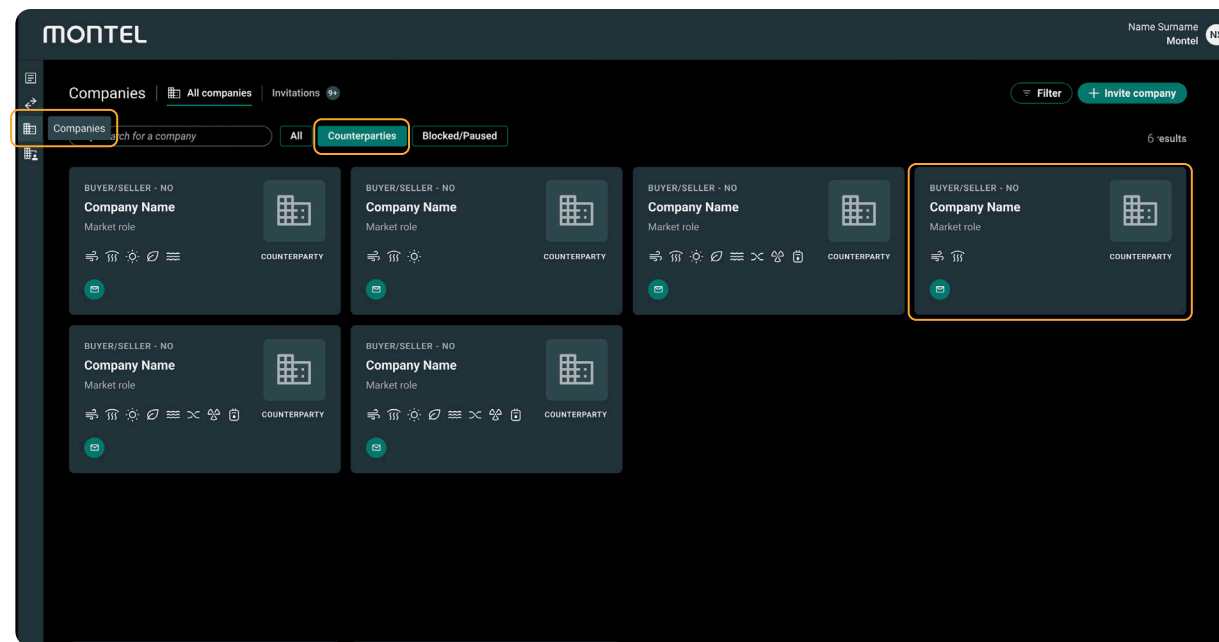 MONTEL
Name Surname
Montel
NS
Companies
All companies
Invitations 9+
Filter
+ Invite company
Companies
rch for a company
All
Counterparties
Blocked/Paused
6 results
BUYER/SELLER - NO
Company Name
Market role
COUNTERPARTY
BUYER/SELLER - NO
Company Name
Market role
COUNTERPARTY
BUYER/SELLER - NO
Company Name
Market role
COUNTERPARTY
BUYER/SELLER - NO
Company Name
Market role
COUNTERPARTY
BUYER/SELLER - NO
Company Name
Market role
COUNTERPARTY
BUYER/SELLER - NO
Company Name
Market role
COUNTERPARTY